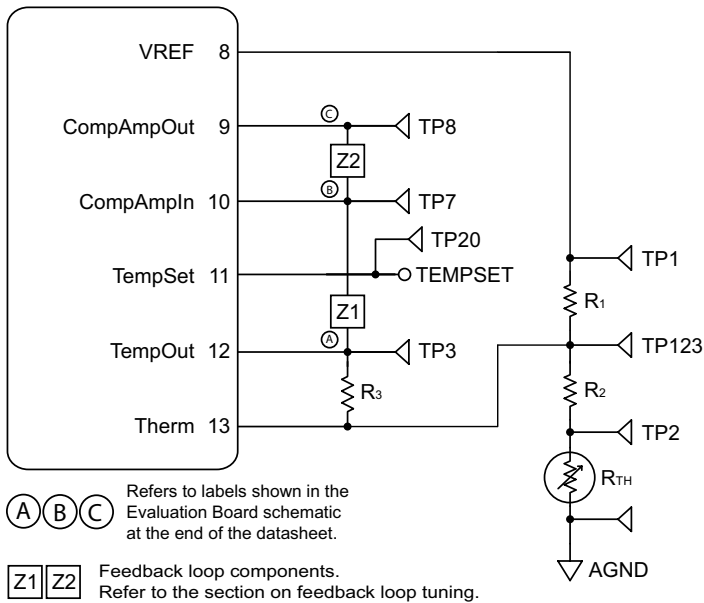 VREF 8
CompAmpOut 9
C
TP8
Z2
CompAmpIn 10
B
TP7
TP20
TempSet 11
TEMPSET
TP1
Z1
R1
TempOut 12
A
TP3
TP123
R3
R2
Therm 13
TP2
RTH
A B C
Refers to labels shown in the
Evaluation Board schematic
at the end of the datasheet.
AGND
Z1 Z2
Feedback loop components.
Refer to the section on feedback loop tuning.